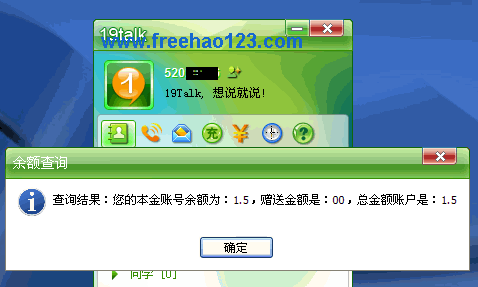 19talk
www.freehao123.com
520
19Talk, 想说就说!
充
余额查询
查询结果：您的本金账号余额为：1.5，赠送金额是：00，总金额账户是：1.5
确定
同学 [0]